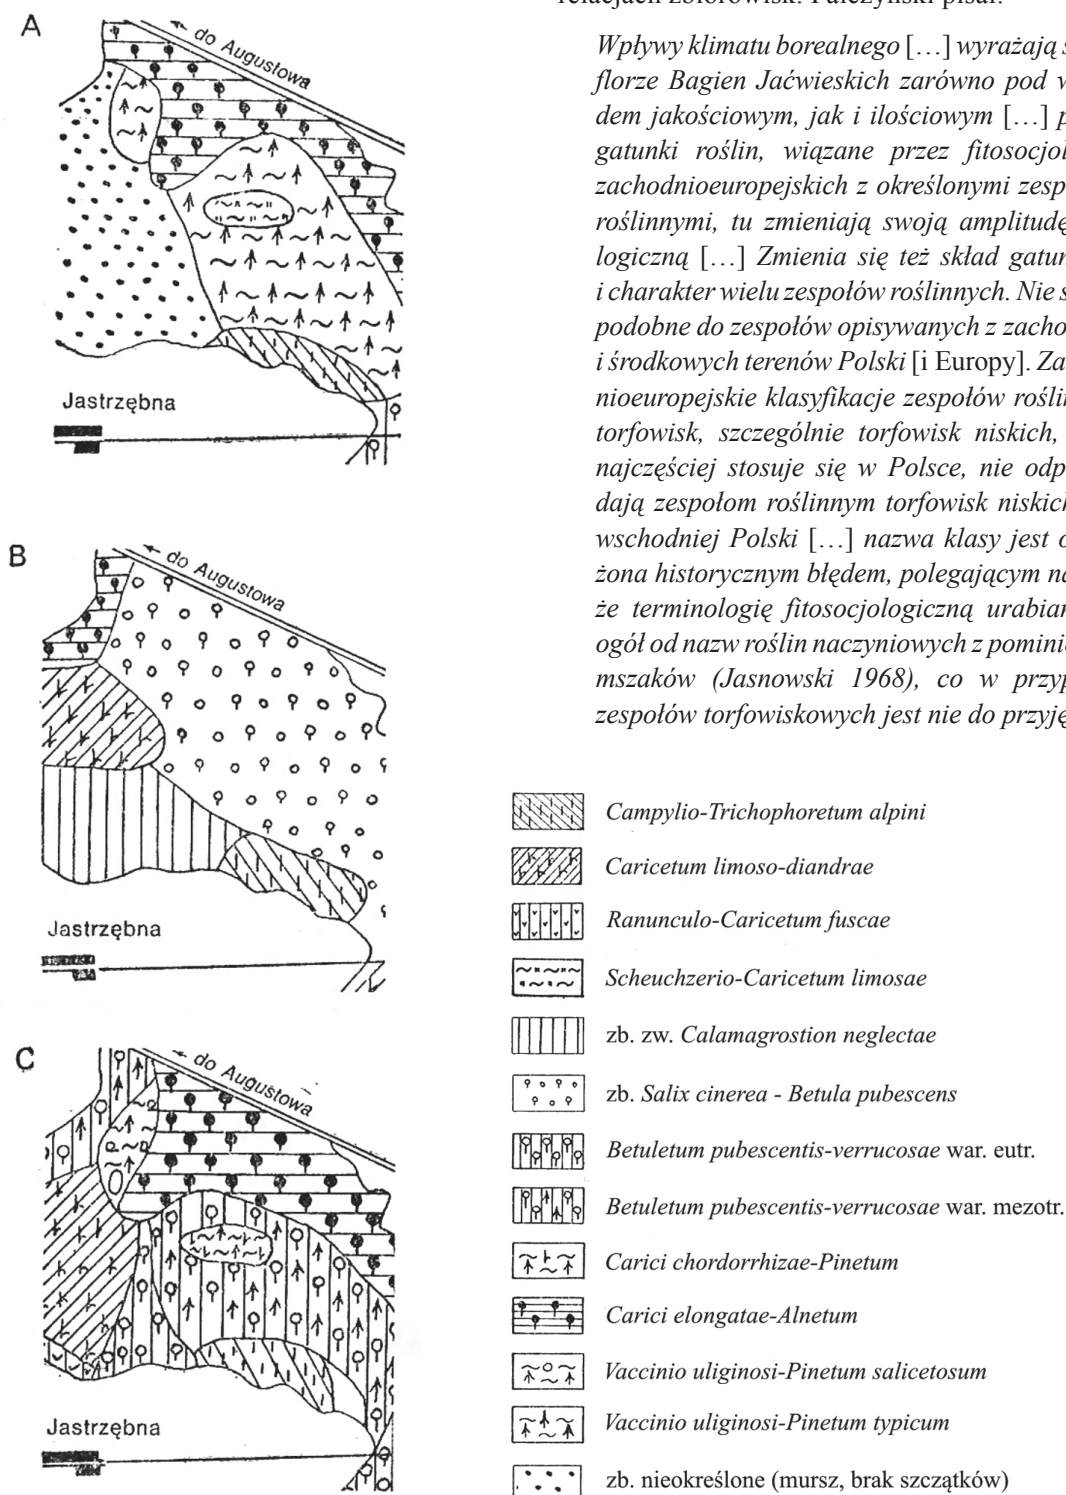 A
do Augustowa
Jastrzębna
B
do Augustowa
Jastrzębna
C
do Augustowa
Jastrzębna
relacjach zbiorowisk. Pałczyński pisał:
Wpływy klimatu borealnego […] wyrażają s
florze Bagien Jaćwieskich zarówno pod w
dem jakościowym, jak i ilościowym […] p
gatunki roślin, wiązane przez fitosocjol
zachodnioeuropejskich z określonymi zesp
roślinnymi, tu zmieniają swoją amplitudę
logiczną […] Zmienia się też skład gatun
i charakter wielu zespołów roślinnych. Nie s
podobne do zespołów opisywanych z zacho
i środkowych terenów Polski [i Europy]. Za
nioeuropejskie klasyfikacje zespołów roślin
torfowisk, szczególnie torfowisk niskich,
najczęściej stosuje się w Polsce, nie odp
dają zespołom roślinnym torfowisk niskich
wschodniej Polski […] nazwa klasy jest o
żona historycznym błędem, polegającym na
że terminologię fitosocjologiczną urabian
ogół od nazw roślin naczyniowych z pomini
mszaków (Jasnowski 1968), co w przyp
zespołów torfowiskowych jest nie do przyję
Campylio-Trichophoretum alpini
Caricetum limoso-diandrae
Ranunculo-Caricetum fuscae
Scheuchzerio-Caricetum limosae
zb. zw. Calamagrostion neglectae
zb. Salix cinerea - Betula pubescens
Betuletum pubescentis-verrucosae war. eutr.
Betuletum pubescentis-verrucosae war. mezotr.
Carici chordorrhizae-Pinetum
Carici elongatae-Alnetum
Vaccinio uliginosi-Pinetum salicetosum
Vaccinio uliginosi-Pinetum typicum
zb. nieokreślone (mursz, brak szczątków)